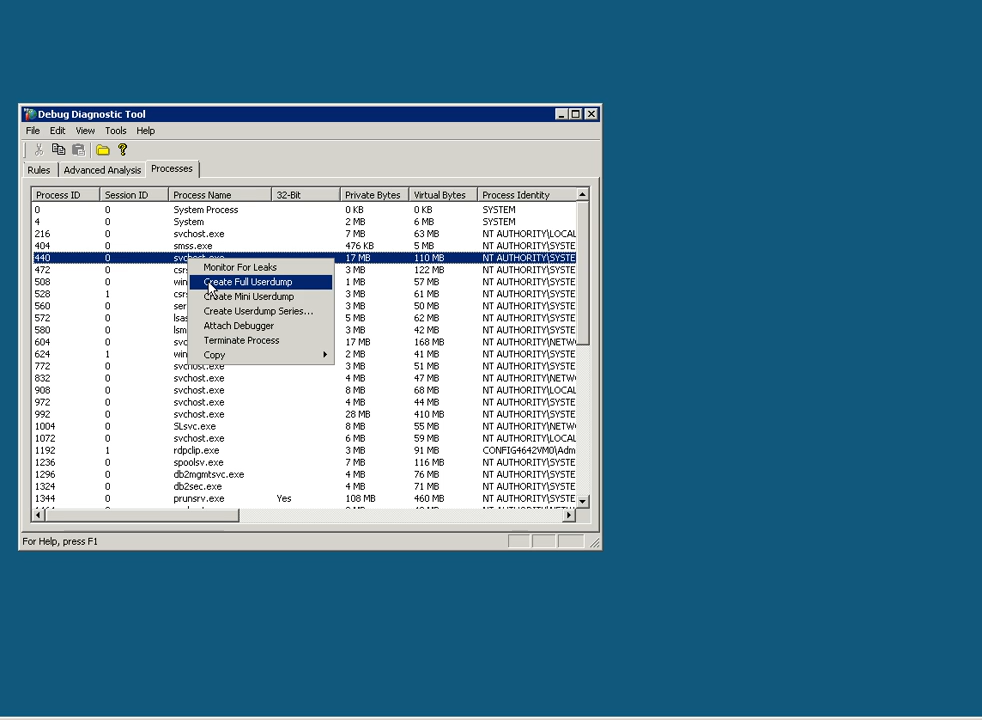 Debug Diagnostic Tool
File Edit View Tools Help
Rules Advanced Analysis Processes
Process ID Session ID Process Name 32-Bit Private Bytes Virtual Bytes Process Identity
0 0 System Process 0 KB 0 KB SYSTEM
4 0 System 2 MB 6 MB SYSTEM
216 0 svchost.exe 7 MB 63 MB NT AUTHORITY\LOCAL
404 0 smss.exe 476 KB 5 MB NT AUTHORITY\SYSTE
440 0 svchost.exe 17 MB 110 MB NT AUTHORITY\SYSTE
472 0 csr 3 MB 122 MB NT AUTHORITY\SYSTE
508 0 win 1 MB 57 MB NT AUTHORITY\SYSTE
528 1 csr 3 MB 61 MB NT AUTHORITY\SYSTE
560 0 ser 3 MB 50 MB NT AUTHORITY\SYSTE
572 0 lsas 5 MB 62 MB NT AUTHORITY\SYSTE
580 0 lsm 3 MB 42 MB NT AUTHORITY\SYSTE
604 0 svc 17 MB 168 MB NT AUTHORITY\NETW
624 1 win 2 MB 41 MB NT AUTHORITY\SYSTE
772 0 svchost.exe 3 MB 51 MB NT AUTHORITY\SYSTE
832 0 svchost.exe 4 MB 47 MB NT AUTHORITY\NETW
908 0 svchost.exe 8 MB 68 MB NT AUTHORITY\LOCAL
972 0 svchost.exe 4 MB 44 MB NT AUTHORITY\SYSTE
992 0 svchost.exe 28 MB 410 MB NT AUTHORITY\SYSTE
1004 0 SLsvc.exe 8 MB 55 MB NT AUTHORITY\NETW
1072 0 svchost.exe 6 MB 59 MB NT AUTHORITY\LOCAL
1192 1 rdpclip.exe 3 MB 91 MB CONFIG4642VM0\Adm
1236 0 spoolsv.exe 7 MB 116 MB NT AUTHORITY\SYSTE
1296 0 db2mgmtsvc.exe 4 MB 76 MB NT AUTHORITY\SYSTE
1324 0 db2sec.exe 4 MB 71 MB NT AUTHORITY\SYSTE
1344 0 prunsrv.exe Yes 108 MB 460 MB NT AUTHORITY\SYSTE
Monitor For Leaks
Create Full Userdump
Create Mini Userdump
Create Userdump Series...
Attach Debugger
Terminate Process
Copy
For Help, press F1